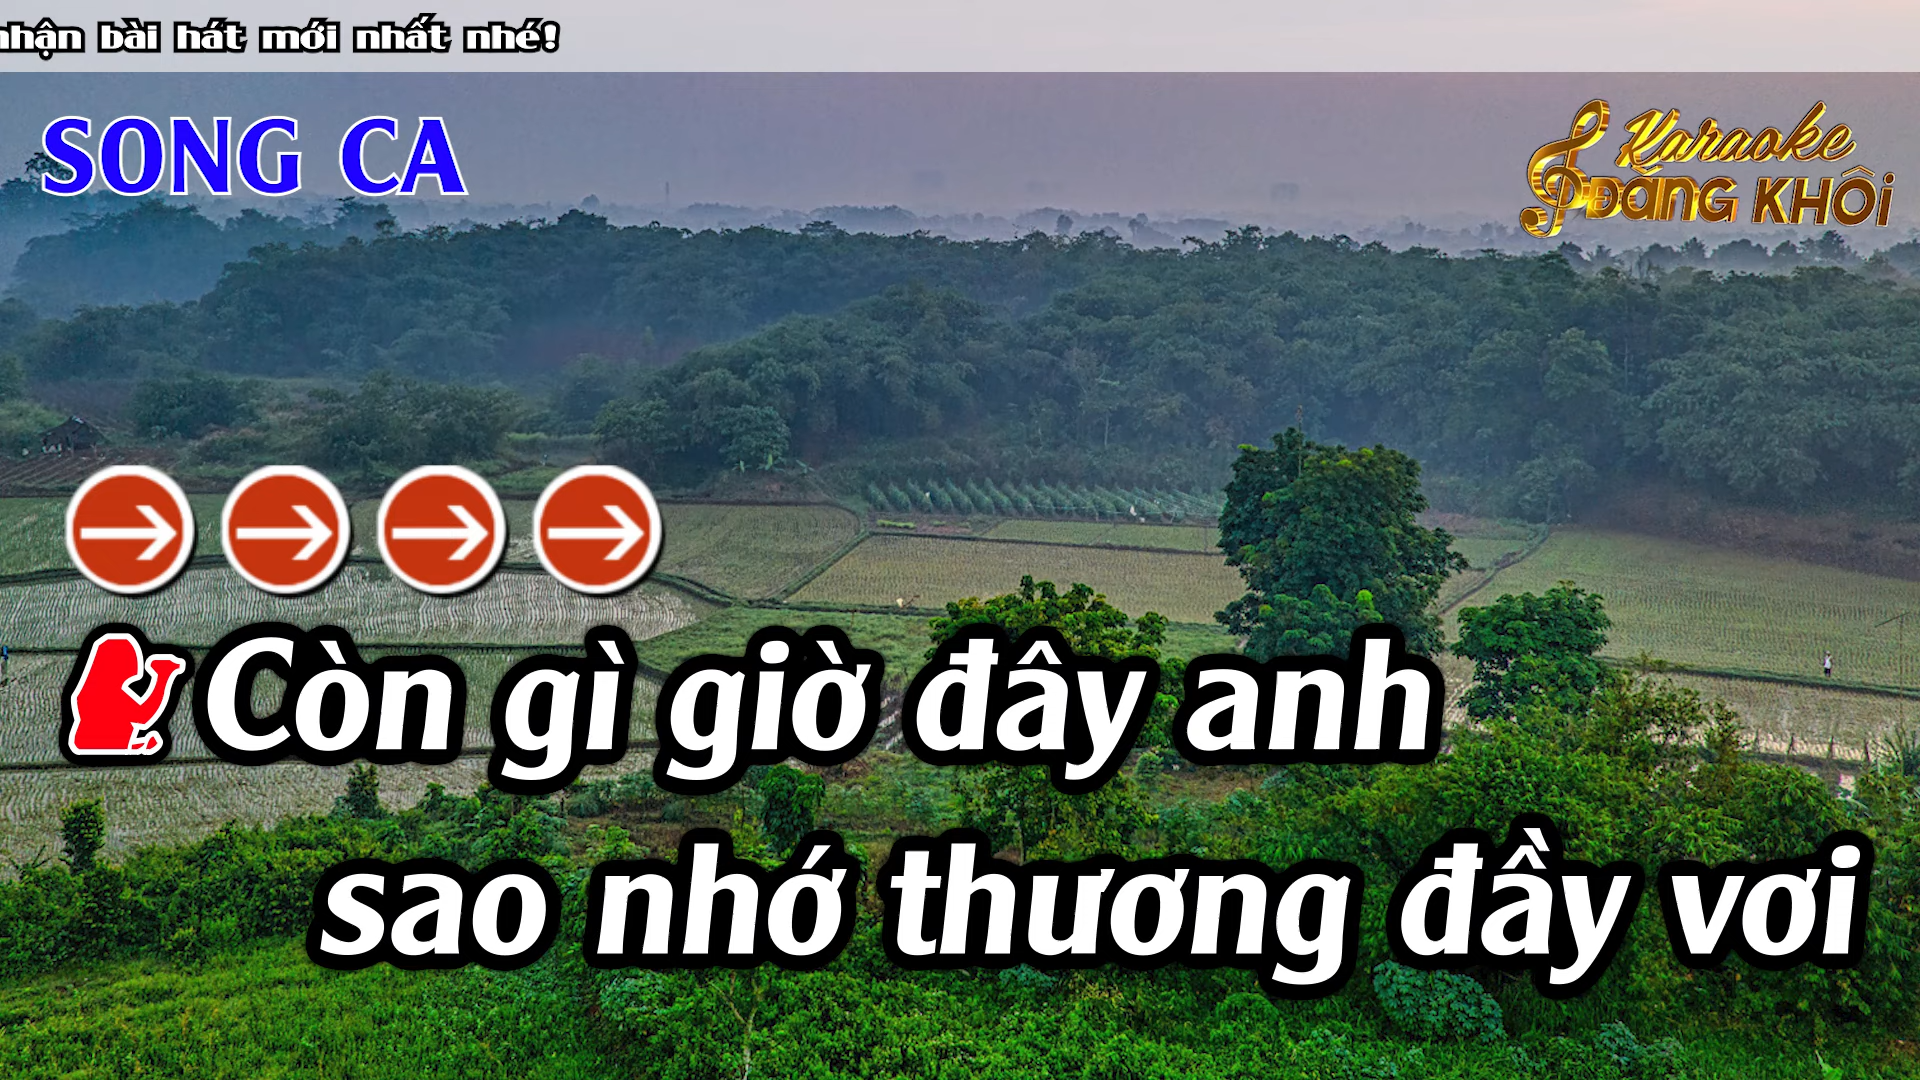 nhận bài hát mới nhất nhé!
SONG CA
Karaoke
ĐĂNG KHÔI
Còn gì giờ đây anh
sao nhớ thương đầy vơi